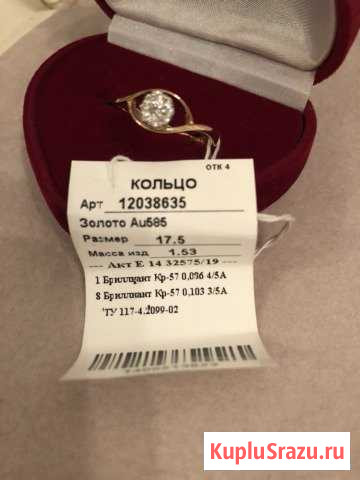 ОТК 4
КОЛЬЦО
Арт 12038635
Золото Au585
Размер 17.5
Масса изд 1.53
--- Акт Е 14 32575/19 ---
1 Бриллиант Кр-57 0,096 4/5А
8 Бриллиант Кр-57 0,103 3/5А
ТУ 117-4.2099-02
KupluSrazu.ru